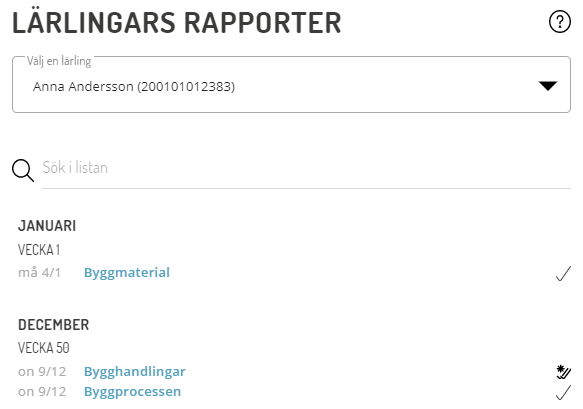 LÄRLINGARS RAPPORTER
?
Välj en lärling
Anna Andersson (200101012383)
Sök i listan
JANUARI
VECKA 1
må 4/1 Byggmaterial
DECEMBER
VECKA 50
on 9/12 Bygghandlingar
on 9/12 Byggprocessen